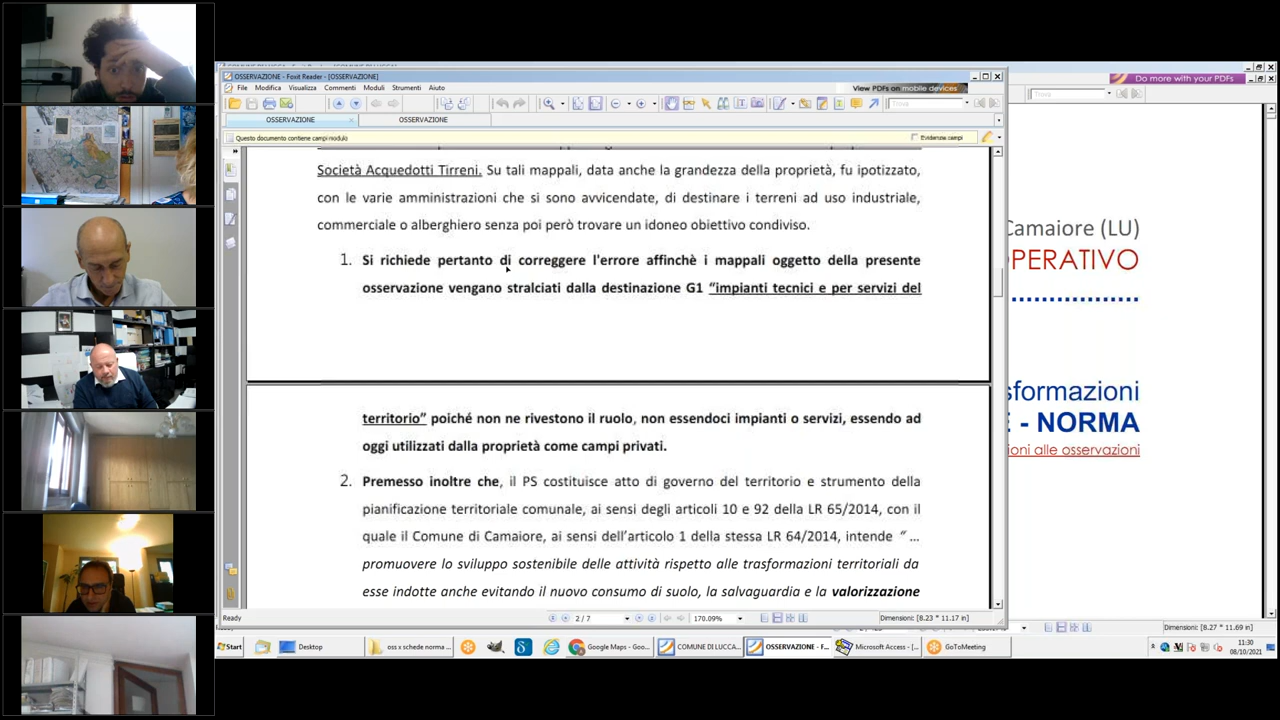 OSSERVAZIONE - Foxit Reader - [OSSERVAZIONE]
File Modifica Visualizza Commenti Moduli Strumenti Aiuto
View PDFs on mobile devices
Do more with your PDFs
Trova
Trova
OSSERVAZIONE
OSSERVAZIONE
Questo documento contiene campi modulo
Evidenzia campi
Società Acquedotti Tirreni. Su tali mappali, data anche la grandezza della proprietà, fu ipotizzato,
con le varie amministrazioni che si sono avvicendate, di destinare i terreni ad uso industriale,
commerciale o alberghiero senza poi però trovare un idoneo obiettivo condiviso.
1. Si richiede pertanto di correggere l'errore affinchè i mappali oggetto della presente
osservazione vengano stralciati dalla destinazione G1 "impianti tecnici e per servizi del
territorio" poiché non ne rivestono il ruolo, non essendoci impianti o servizi, essendo ad
oggi utilizzati dalla proprietà come campi privati.
2. Premesso inoltre che, il PS costituisce atto di governo del territorio e strumento della
pianificazione territoriale comunale, ai sensi degli articoli 10 e 92 della LR 65/2014, con il
quale il Comune di Camaiore, ai sensi dell'articolo 1 della stessa LR 64/2014, intende "...
promuovere lo sviluppo sostenibile delle attività rispetto alle trasformazioni territoriali da
esse indotte anche evitando il nuovo consumo di suolo, la salvaguardia e la valorizzazione
Camaiore (LU)
OPERATIVO
sformazioni
E - NORMA
ioni alle osservazioni
Ready
2 / 7
170.09%
Dimensioni: [8.23 * 11.17 in]
Dimensioni: [8.27 * 11.69 in]
Start
Desktop
oss x schede norma ...
Google Maps - Goo...
COMUNE DI LUCCA...
OSSERVAZIONE - F...
Microsoft Access - [...
GoToMeeting
11:30
08/10/2021